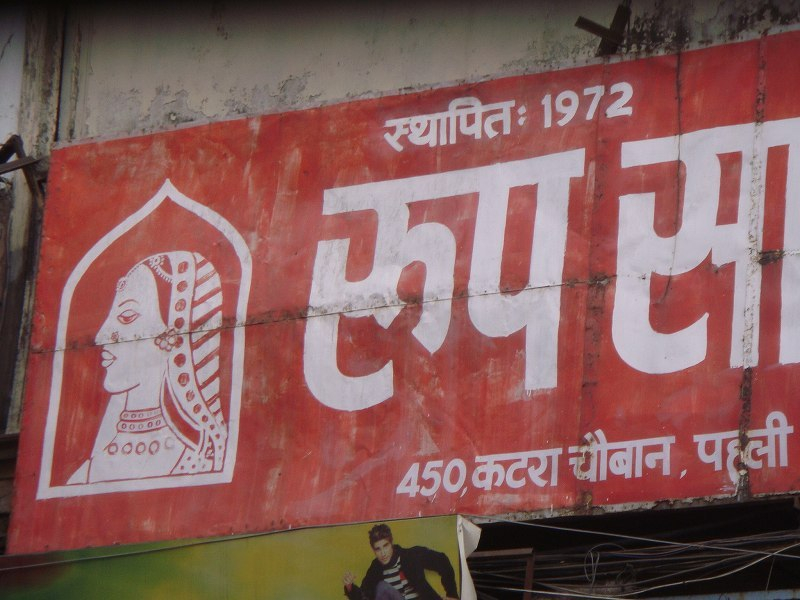 स्थापितः 1972
रूप सा
450, कटरा चौबान, पहली